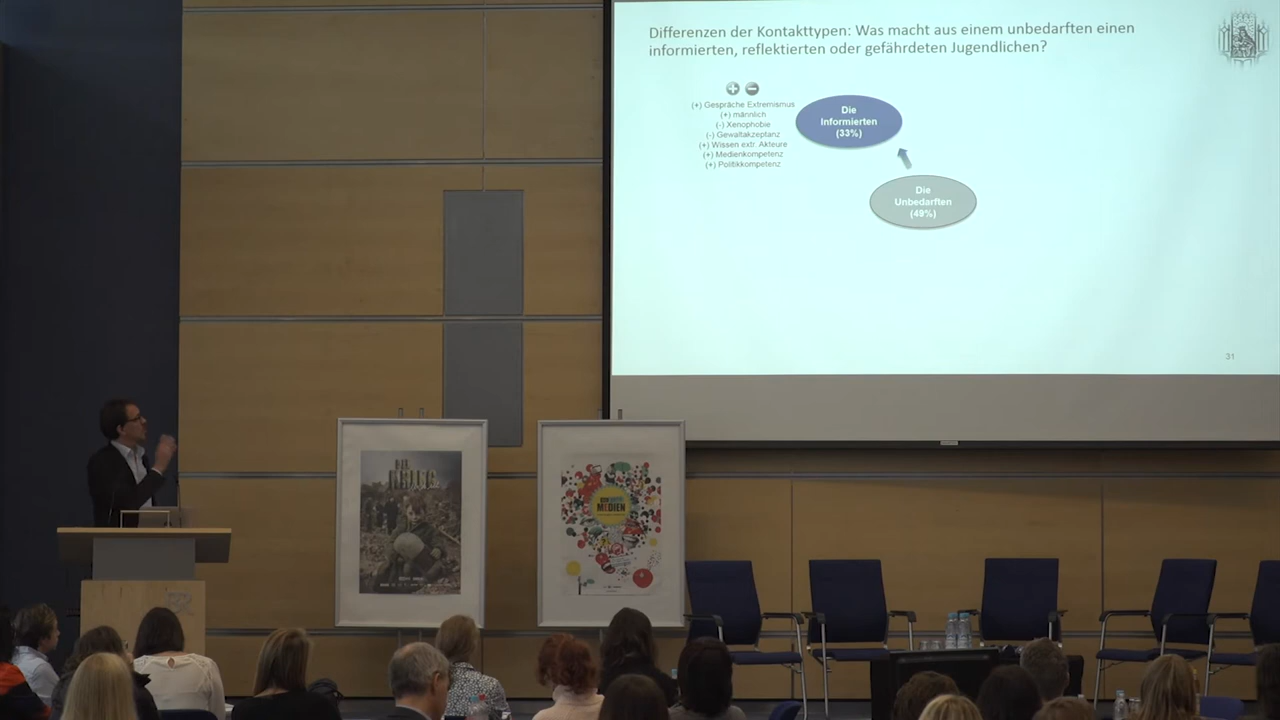 Differenzen der Kontakttypen: Was macht aus einem unbedarften einen
informierten, reflektierten oder gefährdeten Jugendlichen?
(+) Gespräche Extremismus
(+) männlich
(-) Xenophobie
(-) Gewaltakzeptanz
(+) Wissen extr. Akteure
(+) Medienkompetenz
(+) Politikkompetenz
Die
Informierten
(33%)
Die
Unbedarften
(49%)
31
MEDIEN